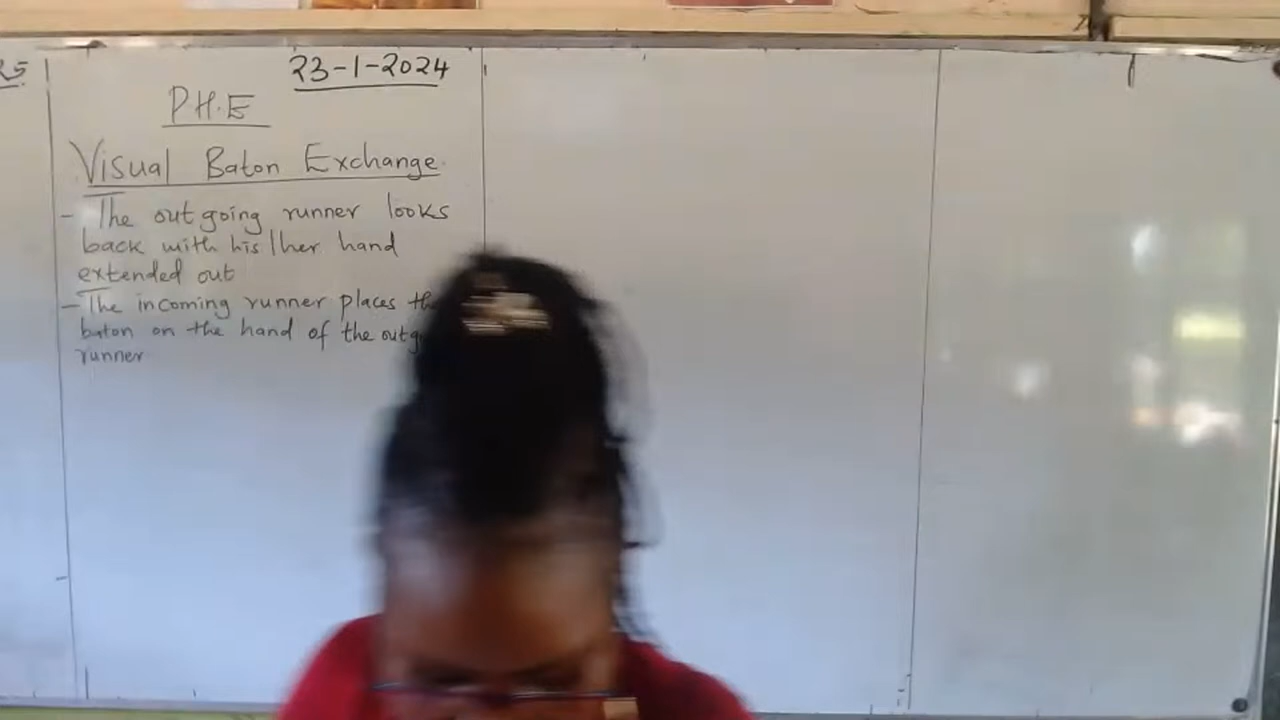 23-1-2024
P.H.E
Visual Baton Exchange
- The outgoing runner looks
back with his/her hand
extended out
- The incoming runner places
baton on the hand of the
runner